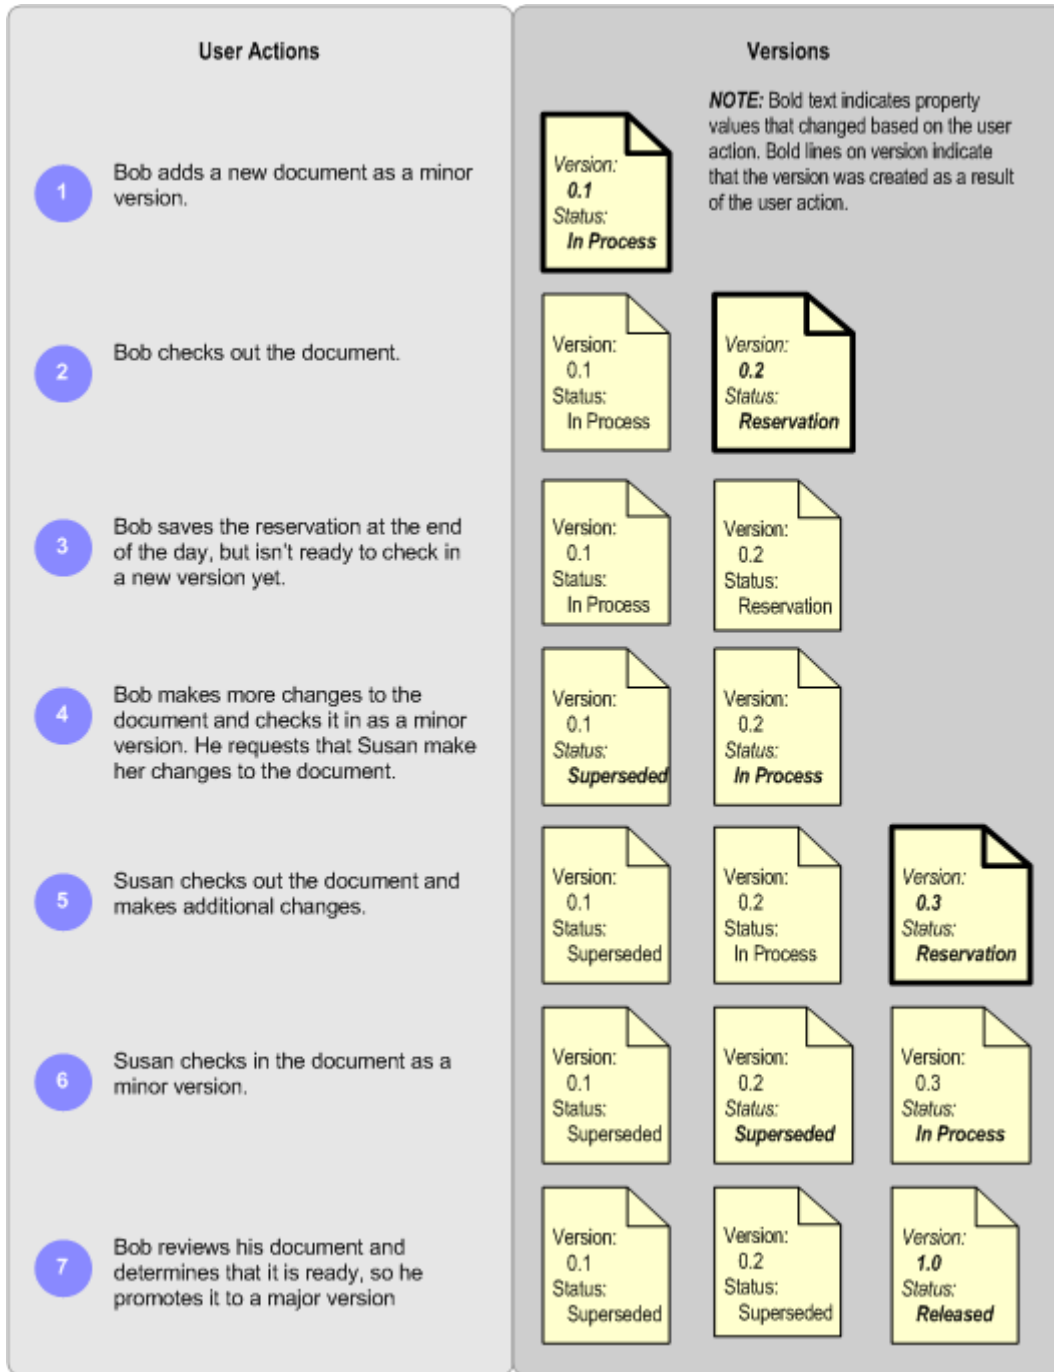 User Actions
Versions
NOTE: Bold text indicates property
values that changed based on the user
action. Bold lines on version indicate
that the version was created as a result
of the user action.
1
Bob adds a new document as a minor
version.
Version:
0.1
Status:
In Process
2
Bob checks out the document.
Version:
0.1
Status:
In Process
Version:
0.2
Status:
Reservation
3
Bob saves the reservation at the end
of the day, but isn't ready to check in
a new version yet.
Version:
0.1
Status:
In Process
Version:
0.2
Status:
Reservation
4
Bob makes more changes to the
document and checks it in as a minor
version. He requests that Susan make
her changes to the document.
Version:
0.1
Status:
Superseded
Version:
0.2
Status:
In Process
5
Susan checks out the document and
makes additional changes.
Version:
0.1
Status:
Superseded
Version:
0.2
Status:
In Process
Version:
0.3
Status:
Reservation
6
Susan checks in the document as a
minor version.
Version:
0.1
Status:
Superseded
Version:
0.2
Status:
Superseded
Version:
0.3
Status:
In Process
7
Bob reviews his document and
determines that it is ready, so he
promotes it to a major version
Version:
0.1
Status:
Superseded
Version:
0.2
Status:
Superseded
Version:
1.0
Status:
Released